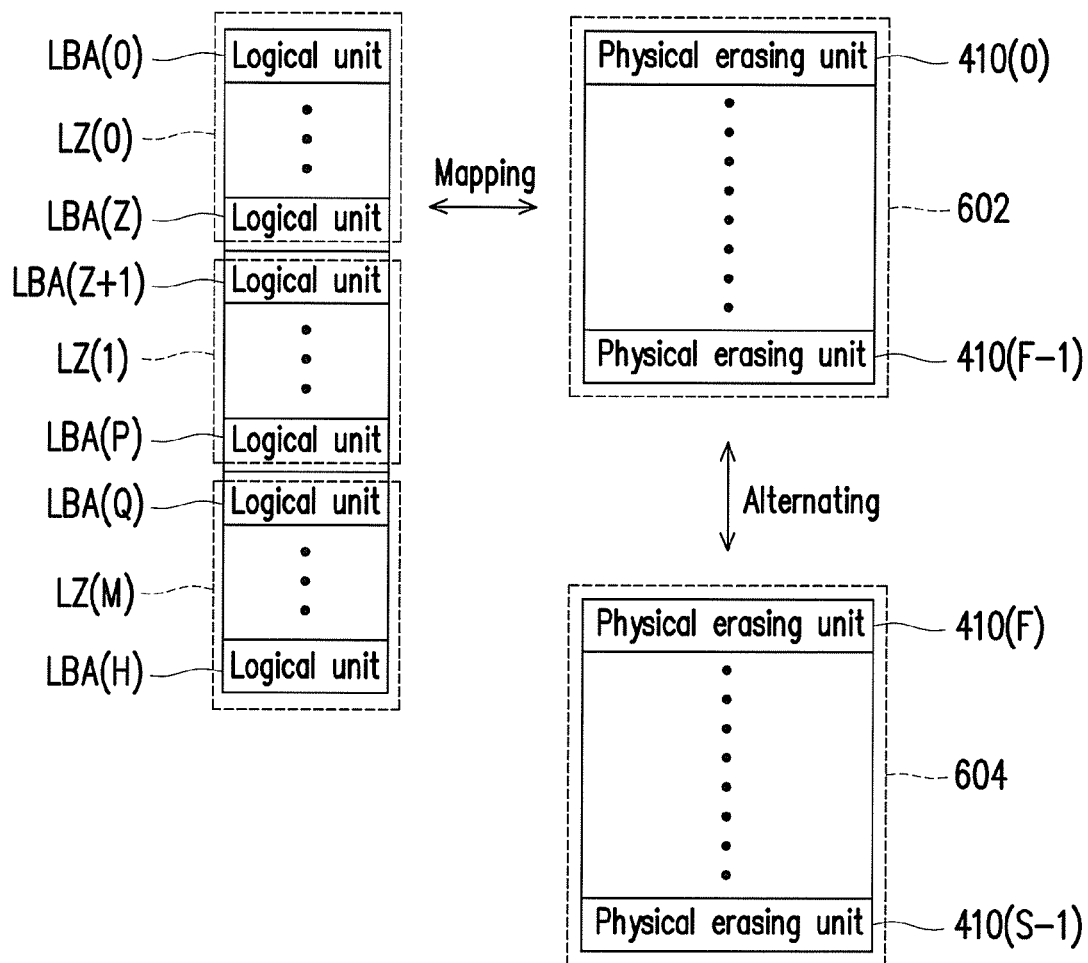 LBA(0) Logical unit
LZ(0)
LBA(Z) Logical unit
LBA(Z+1) Logical unit
LZ(1)
LBA(P) Logical unit
LBA(Q) Logical unit
LZ(M)
LBA(H) Logical unit
Mapping
Physical erasing unit 410(0)
602
Physical erasing unit 410(F-1)
Alternating
Physical erasing unit 410(F)
604
Physical erasing unit 410(S-1)